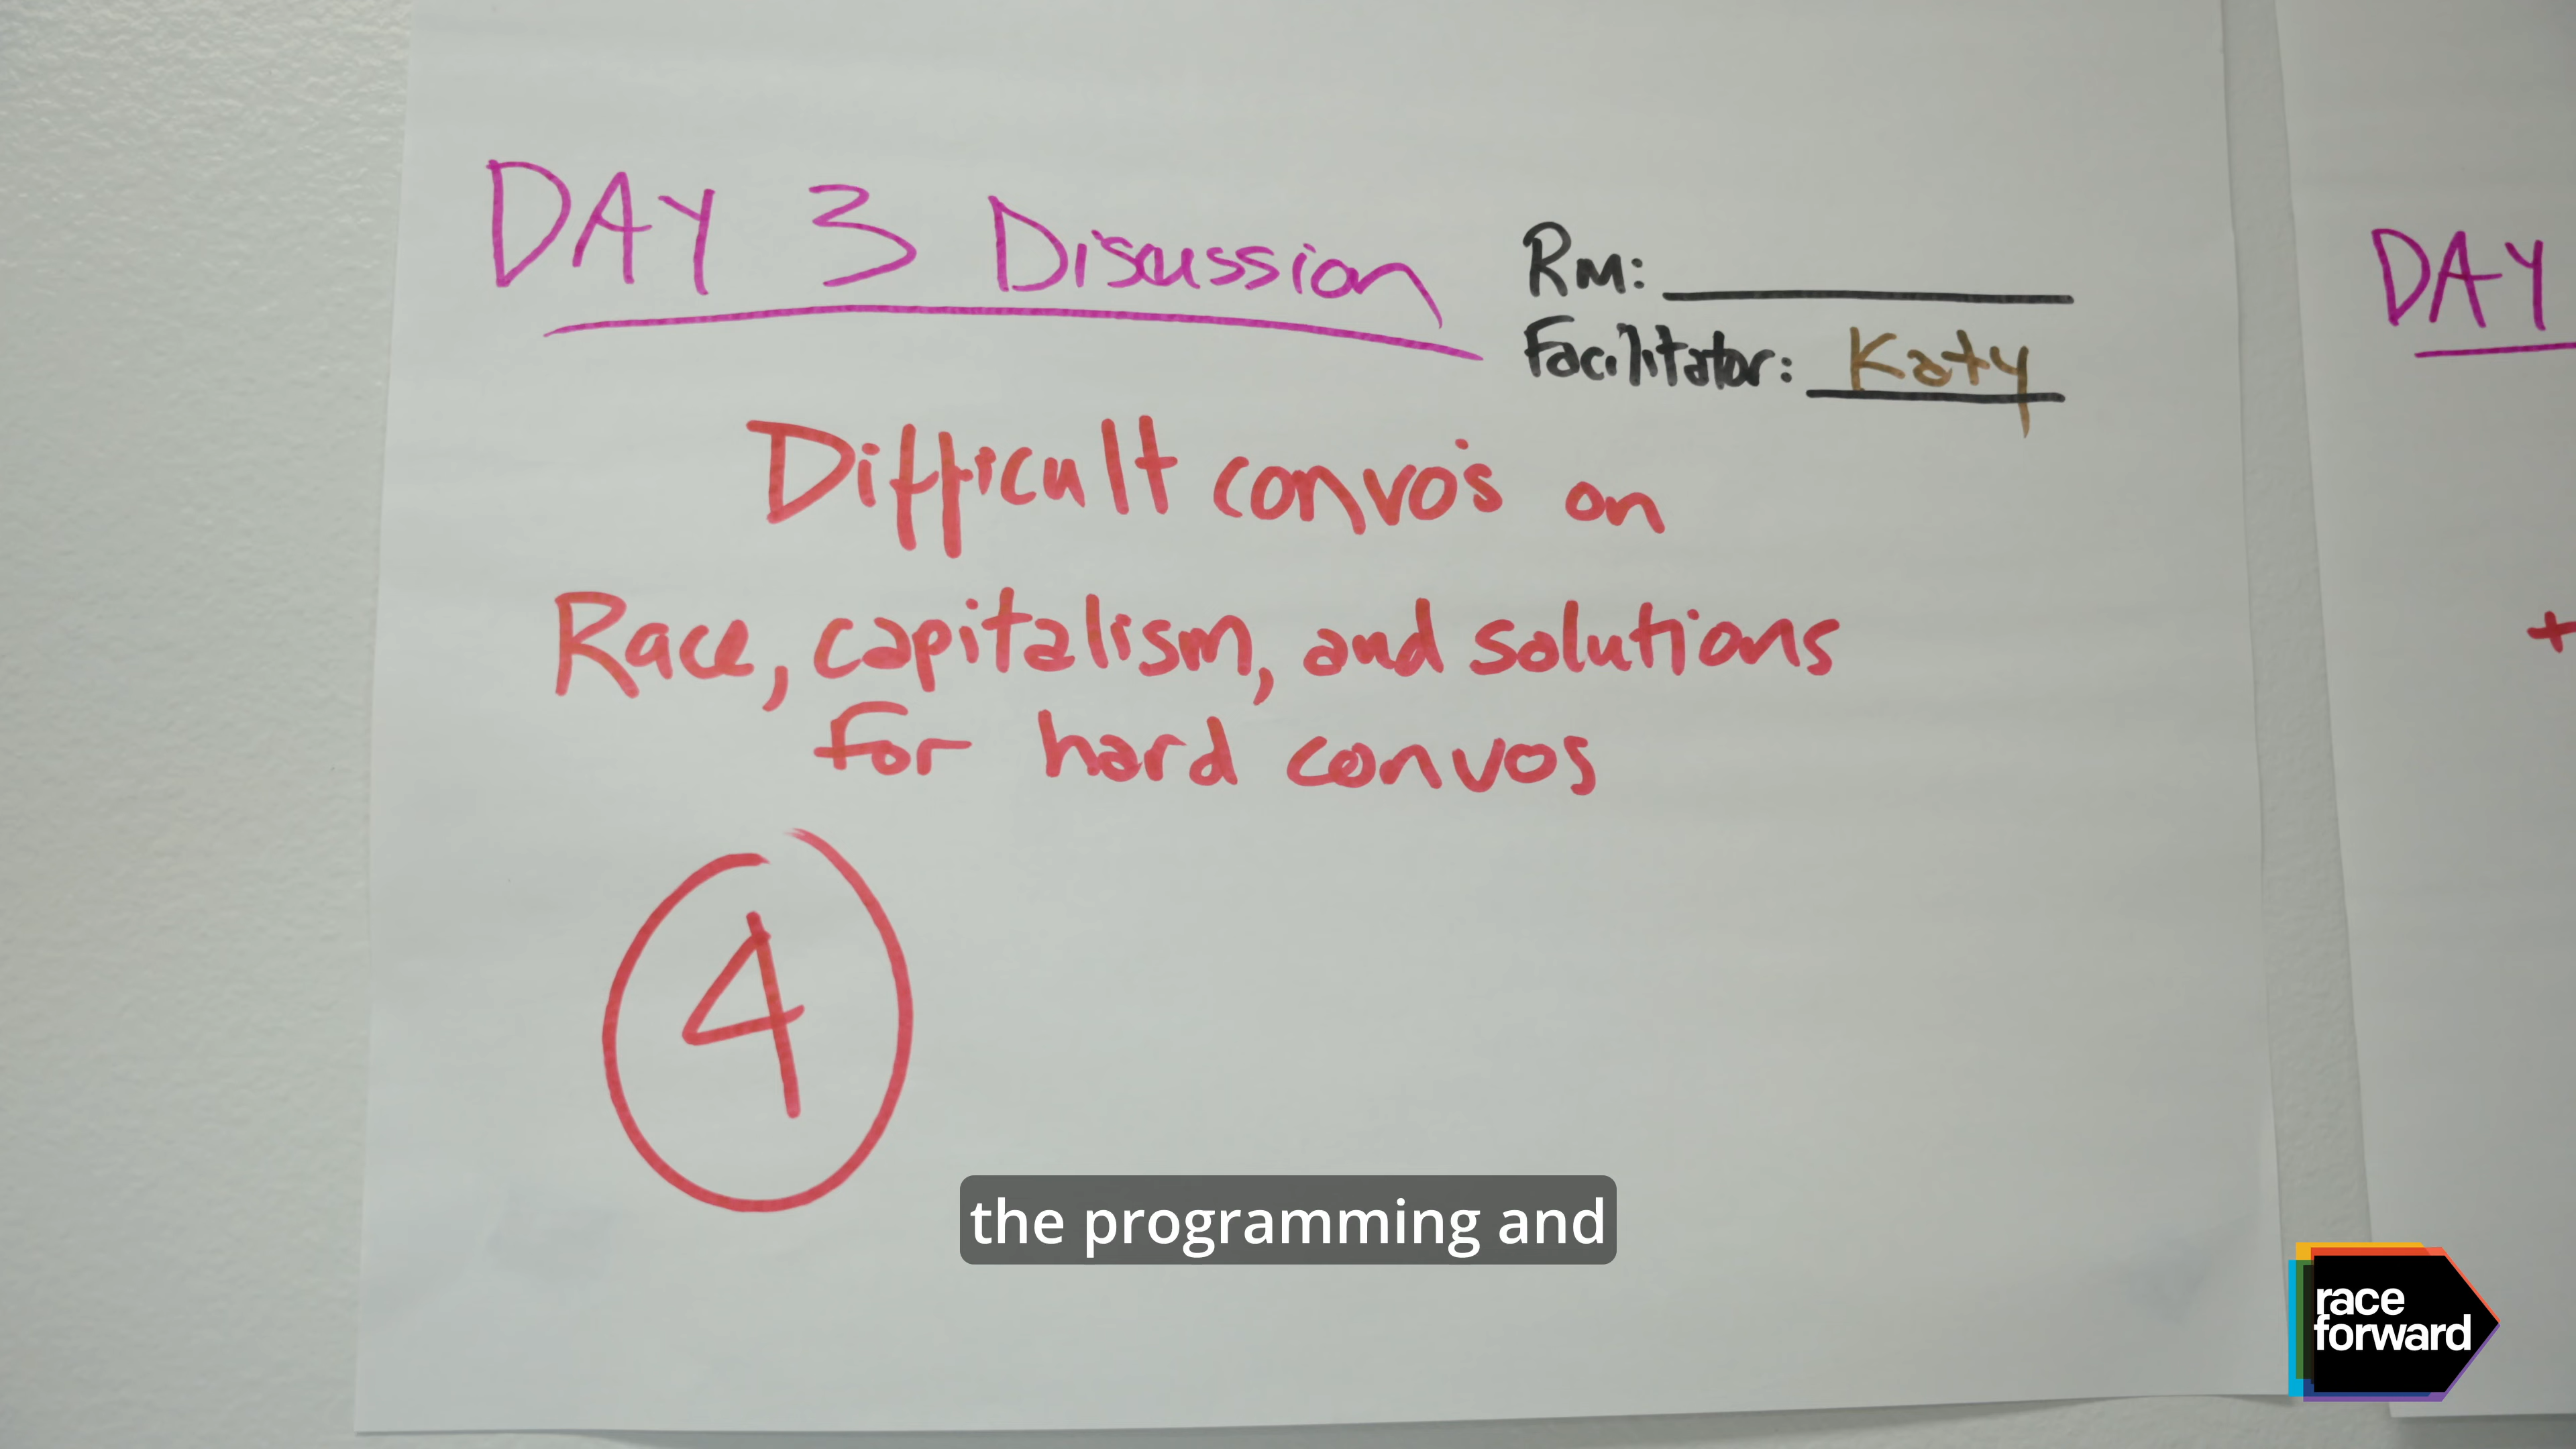 DAY 3 Discussion
Rm:
Facilitator: Katy
Difficult convo's on
Race, capitalism, and solutions
for hard convos
4
DAY
+
the programming and
race
forward